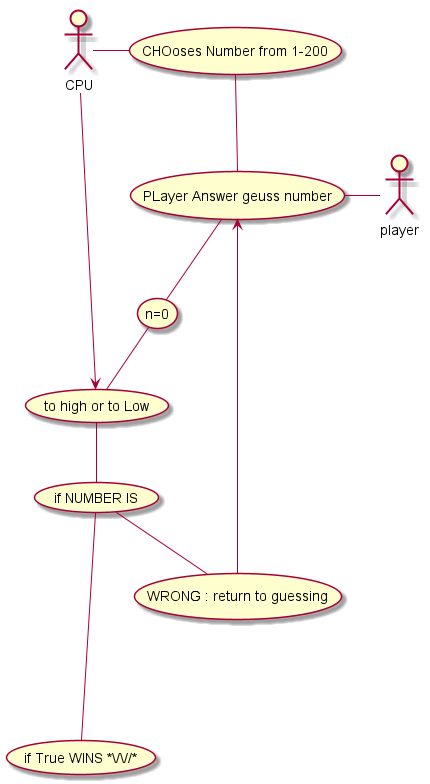 CHOoses Number from 1-200
CPU
PLayer Answer geuss number
player
n=0
to high or to Low
if NUMBER IS
WRONG : return to guessing
if True WINS *\/\//*